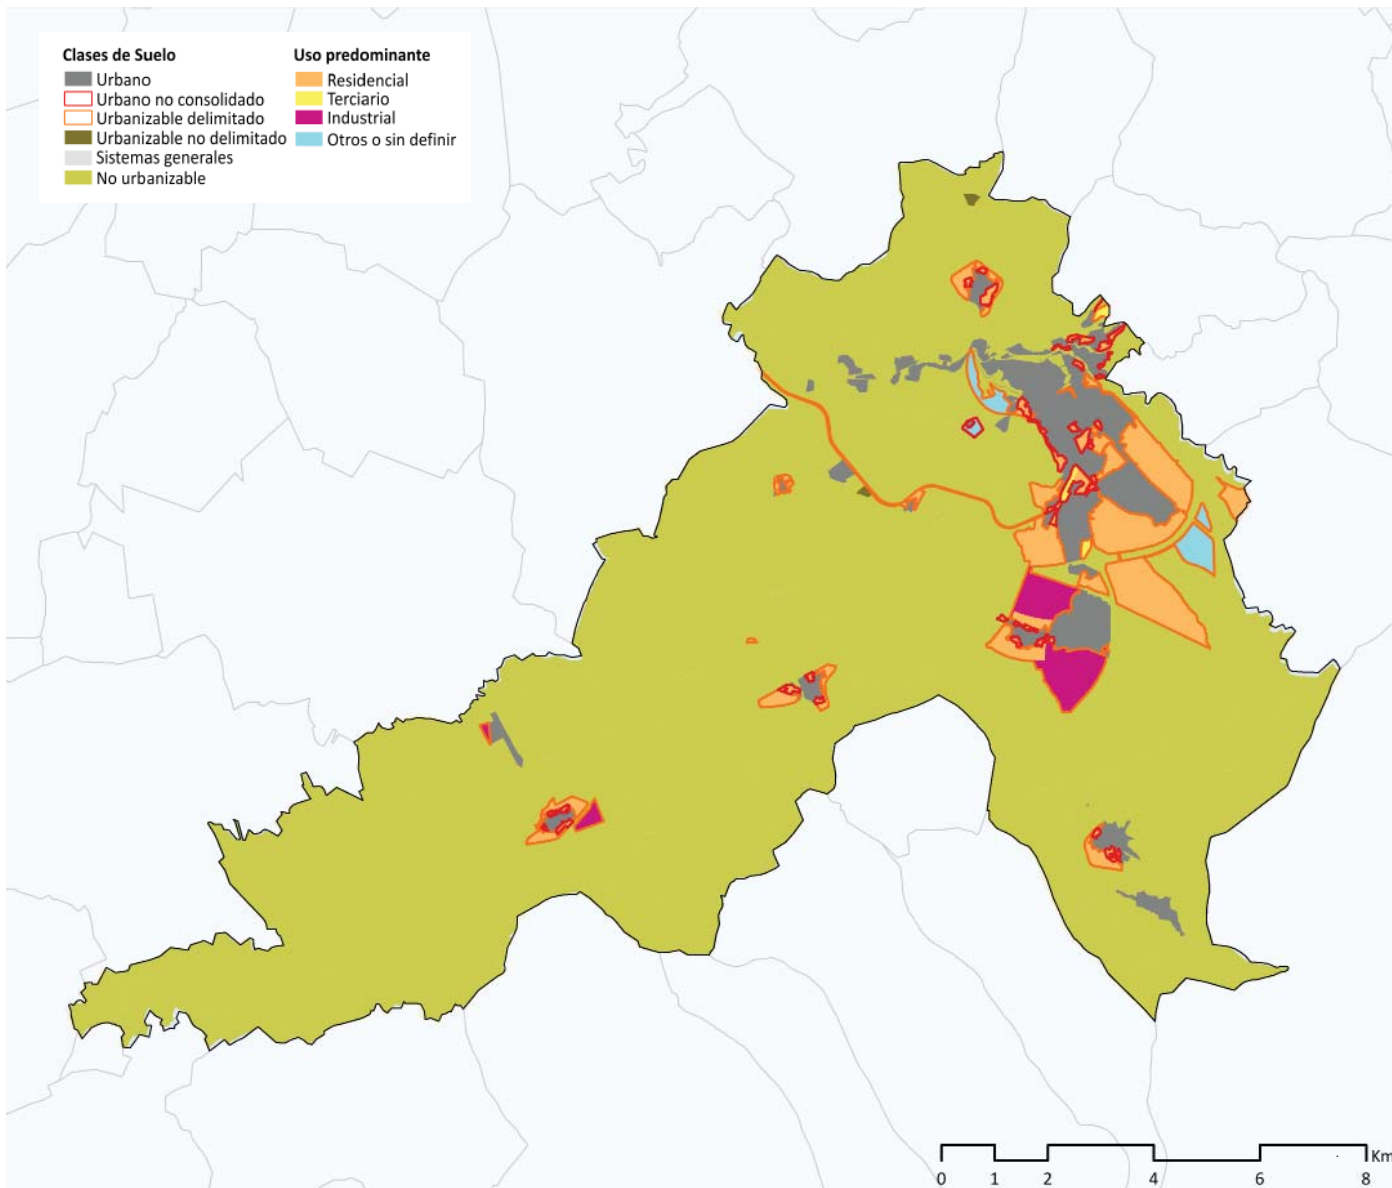 Clases de Suelo
Urbano
Urbano no consolidado
Urbanizable delimitado
Urbanizable no delimitado
Sistemas generales
No urbanizable
Uso predominante
Residencial
Terciario
Industrial
Otros o sin definir
0 1 2 4 6 8 Km